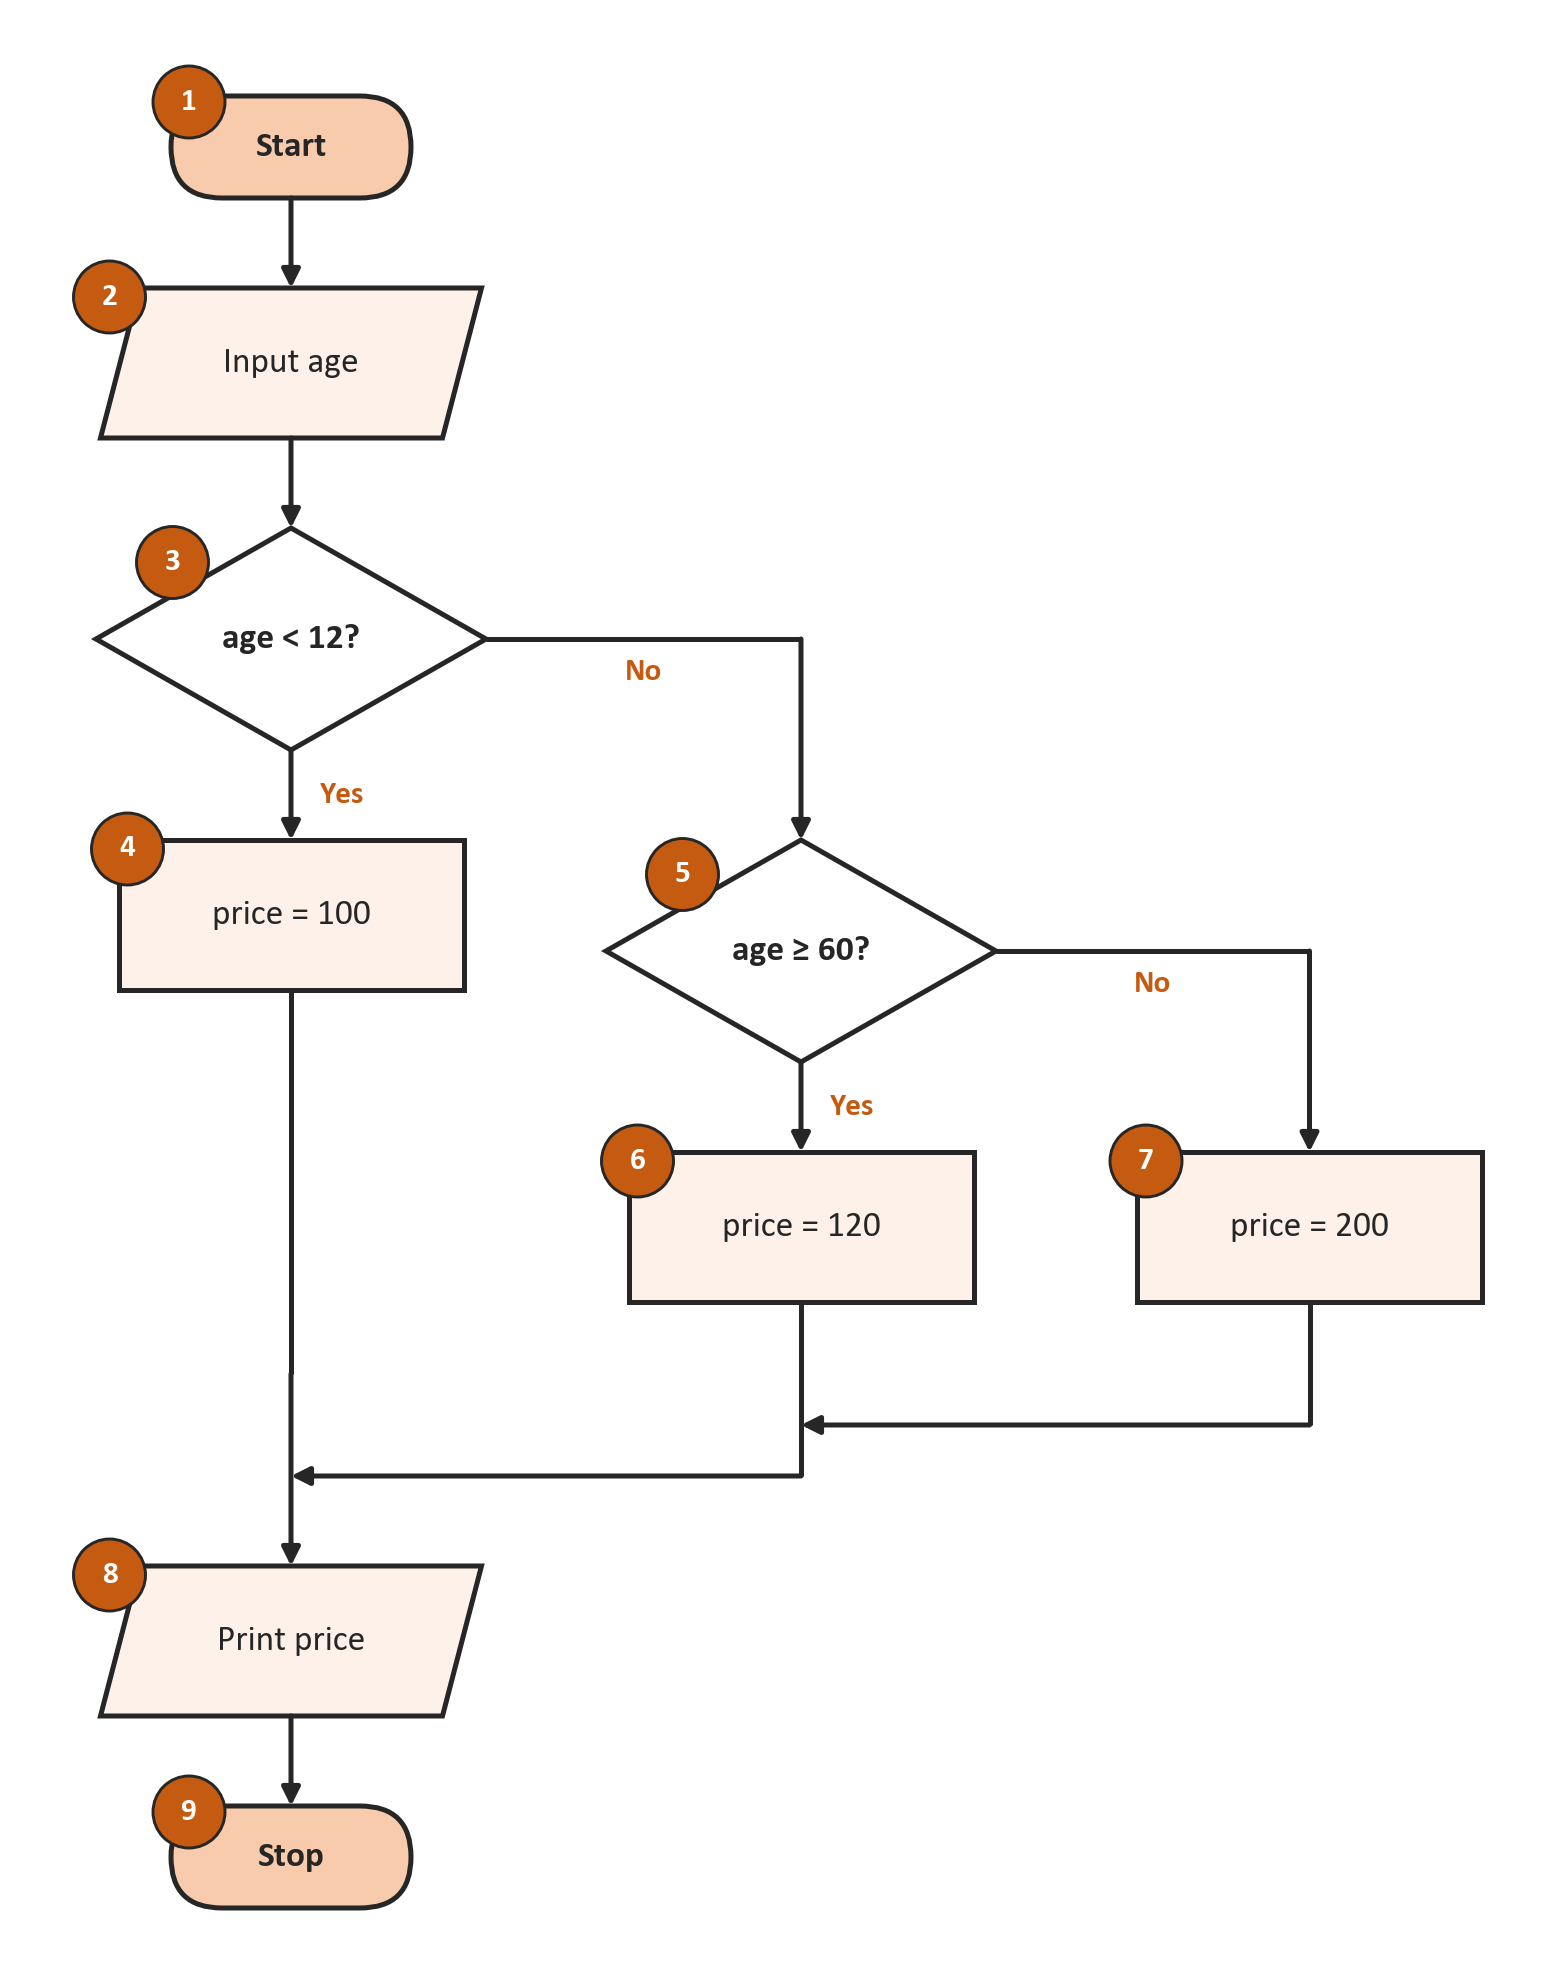 1
Start
2
Input age
3
age < 12?
No
Yes
4
price = 100
5
age ≥ 60?
No
Yes
6
price = 120
7
price = 200
8
Print price
9
Stop